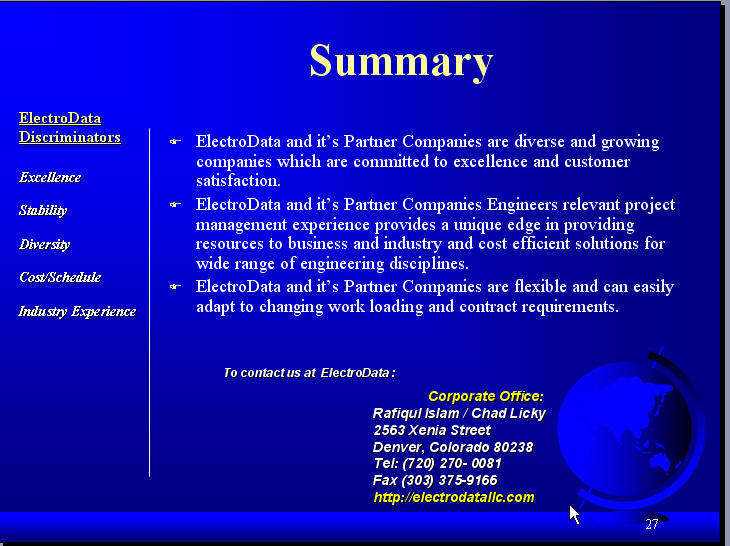 Summary
ElectroData
Discriminators
Excellence
Stability
Diversity
Cost/Schedule
Industry Experience
ElectroData and it's Partner Companies are diverse and growing
companies which are committed to excellence and customer
satisfaction.
ElectroData and it's Partner Companies Engineers relevant project
management experience provides a unique edge in providing
resources to business and industry and cost efficient solutions for
wide range of engineering disciplines.
ElectroData and it's Partner Companies are flexible and can easily
adapt to changing work loading and contract requirements.
To contact us at ElectroData :
Corporate Office:
Rafiqul Islam / Chad Licky
2563 Xenia Street
Denver, Colorado 80238
Tel: (720) 270- 0081
Fax (303) 375-9166
http://electrodatallc.com
27